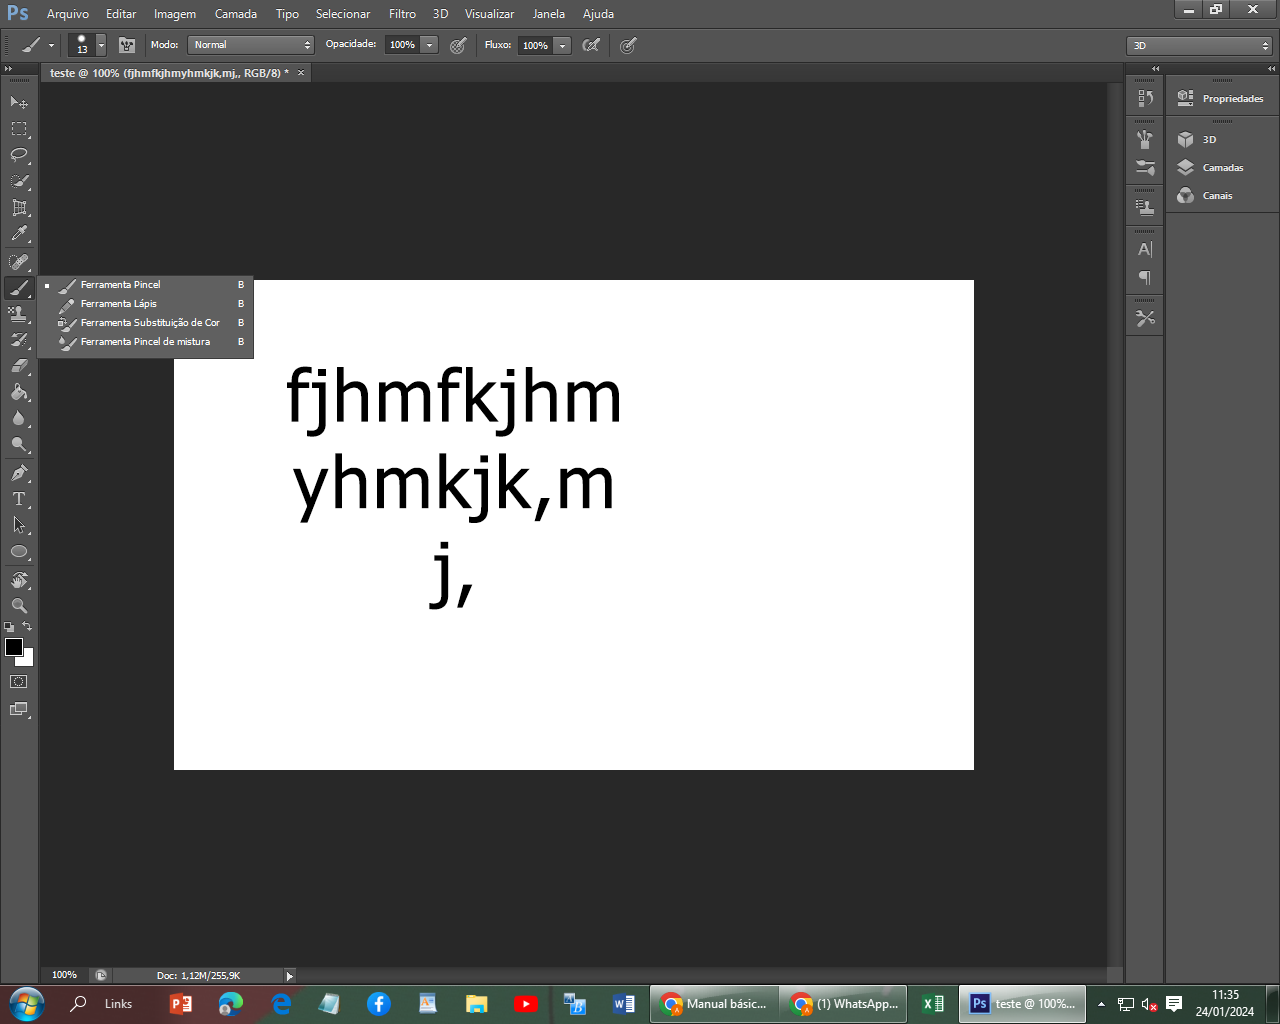 Ps Arquivo Editar Imagem Camada Tipo Selecionar Filtro 3D Visualizar Janela Ajuda
13 Modo: Normal Opacidade: 100% Fluxo: 100% 3D
teste @ 100% (fjhmfkjhmyhmkjk,mj,, RGB/8) * ×
Propriedades
3D
Camadas
Canais
Ferramenta Pincel B
Ferramenta Lápis B
Ferramenta Substituição de Cor B
Ferramenta Pincel de mistura B
fjhmfkjhm
yhmkjk,m
j,
T
A
100% Doc: 1,12M/255,9K
Links Manual básic... (1) WhatsApp... Ps teste @ 100%... 11:35
24/01/2024